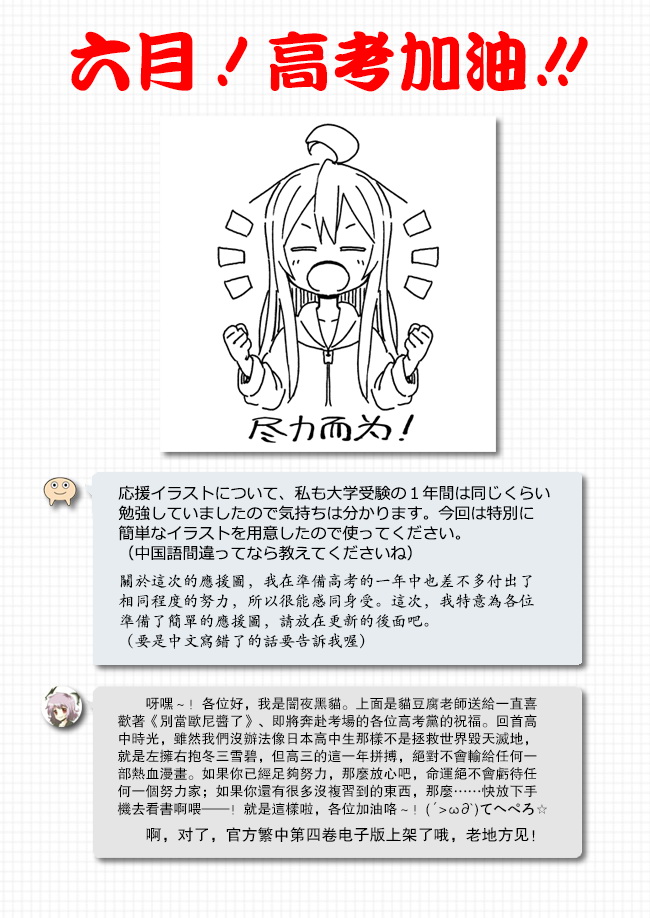 六月！高考加油！！
尽力而为！
応援イラストについて、私も大学受験の１年間は同じくらい
勉強していましたので気持ちは分かります。今回は特別に
簡単なイラストを用意したので使ってください。
（中国語間違ってなら教えてくださいね）
關於這次的應援圖，我在準備高考的一年中也差不多付出了
相同程度的努力，所以很能感同身受。這次，我特意為各位
準備了簡單的應援圖，請放在更新的後面吧。
（要是中文寫錯了的話要告訴我喔）
呀嘿～！各位好，我是闇夜黑貓。上面是貓豆腐老師送給一直喜
歡著《別當歐尼醬了》、即將奔赴考場的各位高考黨的祝福。回首高
中時光，雖然我們沒辦法像日本高中生那樣不是拯救世界毀天滅地，
就是左擁右抱冬三雪碧，但高三的這一年拼搏，絕對不會輸給任何一
部熱血漫畫。如果你已經足夠努力，那麼放心吧，命運絕不會虧待任
何一個努力家；如果你還有很多沒複習到的東西，那麼……快放下手
機去看書啊喂——！就是這樣啦，各位加油咯～！(´>ω∂`)てへぺろ☆
啊，对了，官方繁中第四卷电子版上架了哦，老地方见！